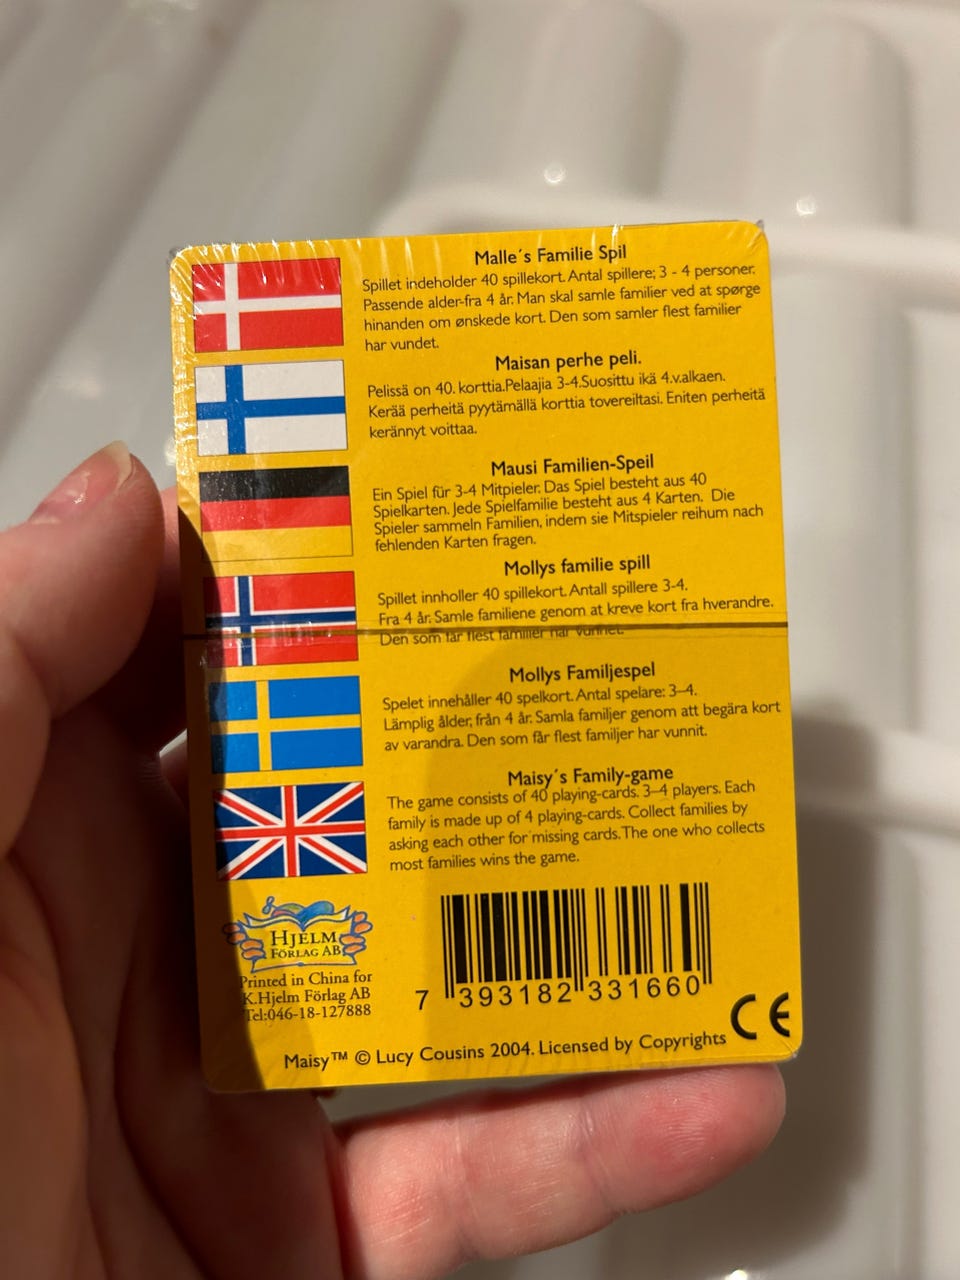 Malle´s Familie Spil
Spillet indeholder 40 spillekort. Antal spillere; 3 - 4 personer.
Passende alder-fra 4 år. Man skal samle familier ved at spørge
hinanden om ønskede kort. Den som samler flest familier
har vundet.
Maisan perhe peli.
Pelissä on 40. korttia.Pelaajia 3-4.Suosittu ikä 4.v.alkaen.
Kerää perheitä pyytämällä korttia tovereiltasi. Eniten perheitä
kerännyt voittaa.
Mausi Familien-Speil
Ein Spiel für 3-4 Mitpieler. Das Spiel besteht aus 40
Spielkarten. Jede Spielfamilie besteht aus 4 Karten. Die
Spieler sammeln Familien, indem sie Mitspieler reihum nach
fehlenden Karten fragen.
Mollys familie spill
Spillet innholler 40 spillekort. Antall spillere 3-4.
Fra 4 år. Samle familiene genom at kreve kort fra hverandre.
Den som får flest familier har vunnet.
Mollys Familjespel
Spelet innehåller 40 spelkort. Antal spelare: 3–4.
Lämplig ålder, från 4 år. Samla familjer genom att begära kort
av varandra. Den som får flest familjer har vunnit.
Maisy´s Family-game
The game consists of 40 playing-cards. 3–4 players. Each
family is made up of 4 playing-cards. Collect families by
asking each other for missing cards. The one who collects
most families wins the game.
HJELM
FÖRLAG AB
Printed in China for
K.Hjelm Förlag AB
Tel:046-18-127888
7 393182 331660
CE
Maisy™ © Lucy Cousins 2004. Licensed by Copyrights